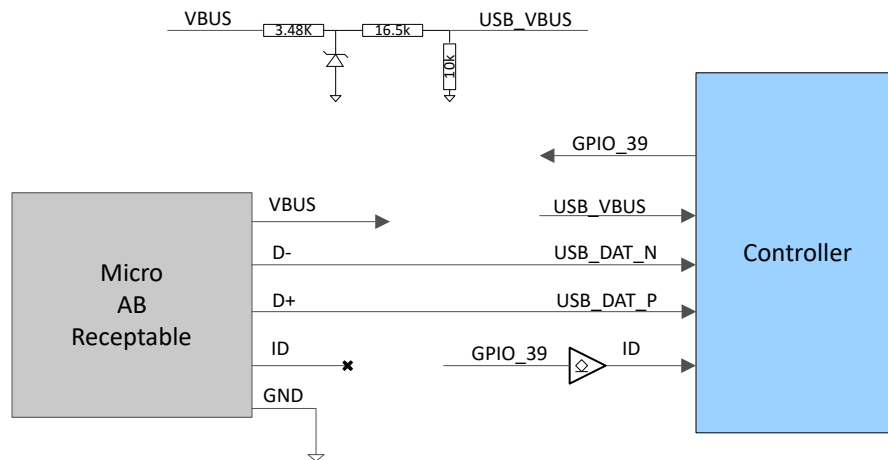 VBUS
3.48K
16.5k
USB_VBUS
10k
GPIO_39
VBUS
USB_VBUS
D-
USB_DAT_N
Controller
Micro
AB
Receptable
D+
USB_DAT_P
ID
GPIO_39
ID
GND